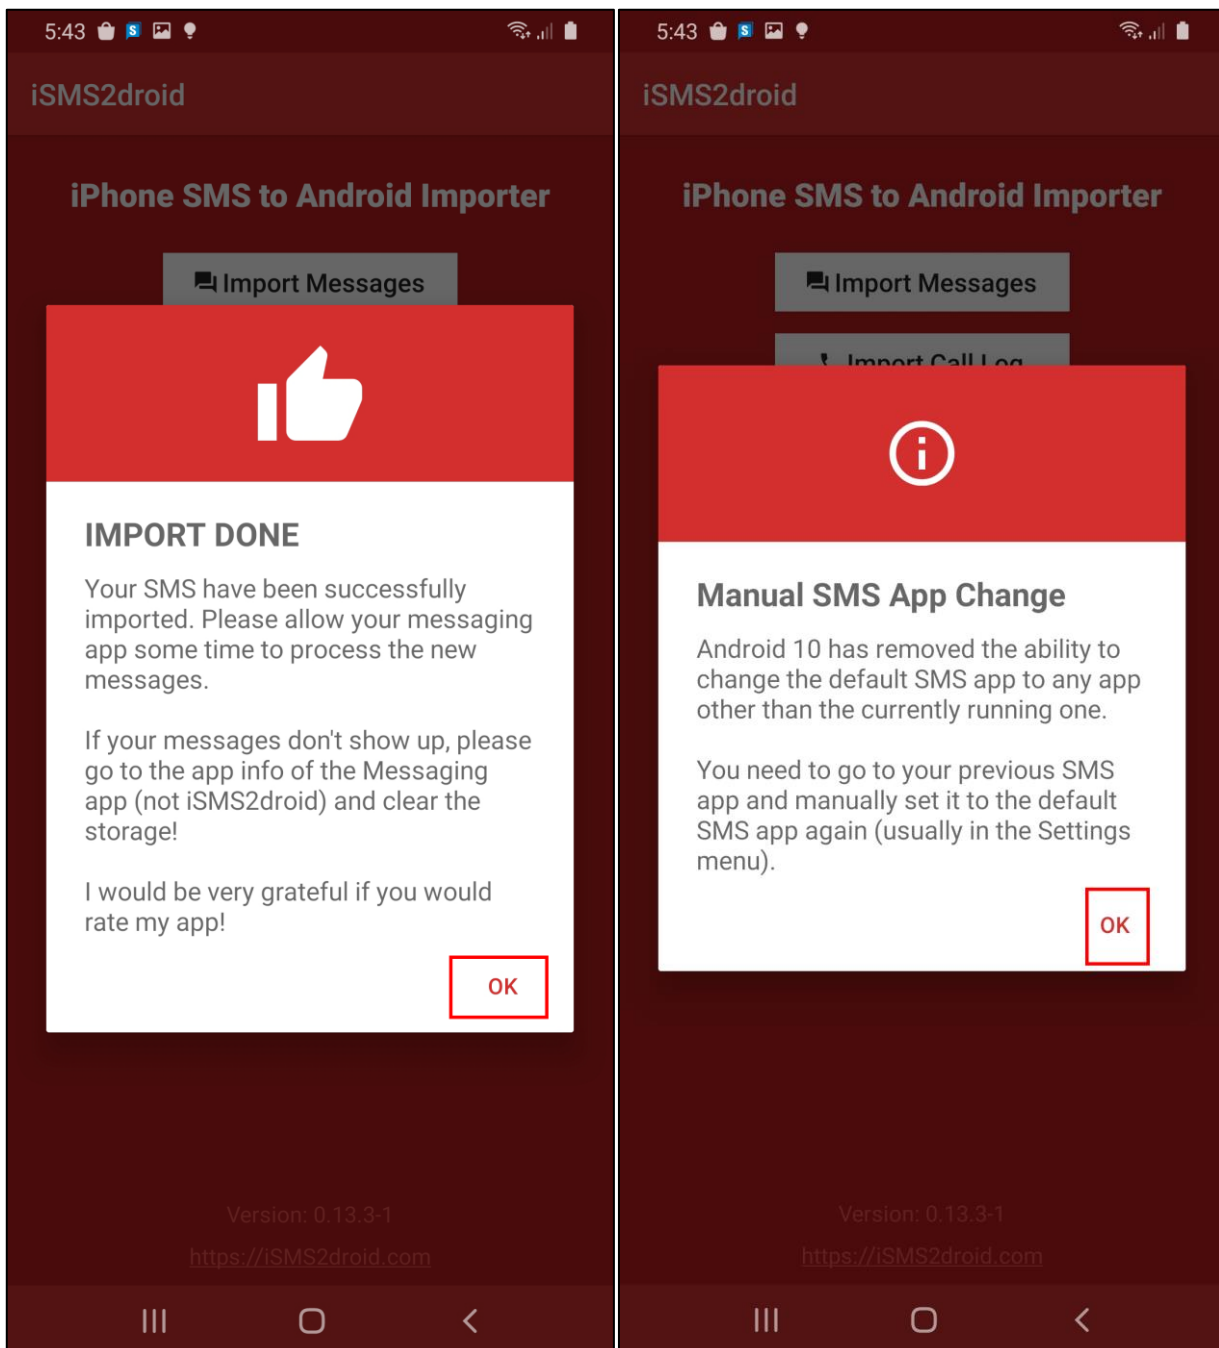 5:43
iSMS2droid
iPhone SMS to Android Importer
Import Messages
IMPORT DONE
Your SMS have been successfully
imported. Please allow your messaging
app some time to process the new
messages.
If your messages don't show up, please
go to the app info of the Messaging
app (not iSMS2droid) and clear the
storage!
I would be very grateful if you would
rate my app!
OK
Version: 0.13.3-1
https://iSMS2droid.com
5:43
iSMS2droid
iPhone SMS to Android Importer
Import Messages
Import Call Log
Manual SMS App Change
Android 10 has removed the ability to
change the default SMS app to any app
other than the currently running one.
You need to go to your previous SMS
app and manually set it to the default
SMS app again (usually in the Settings
menu).
OK
Version: 0.13.3-1
https://iSMS2droid.com